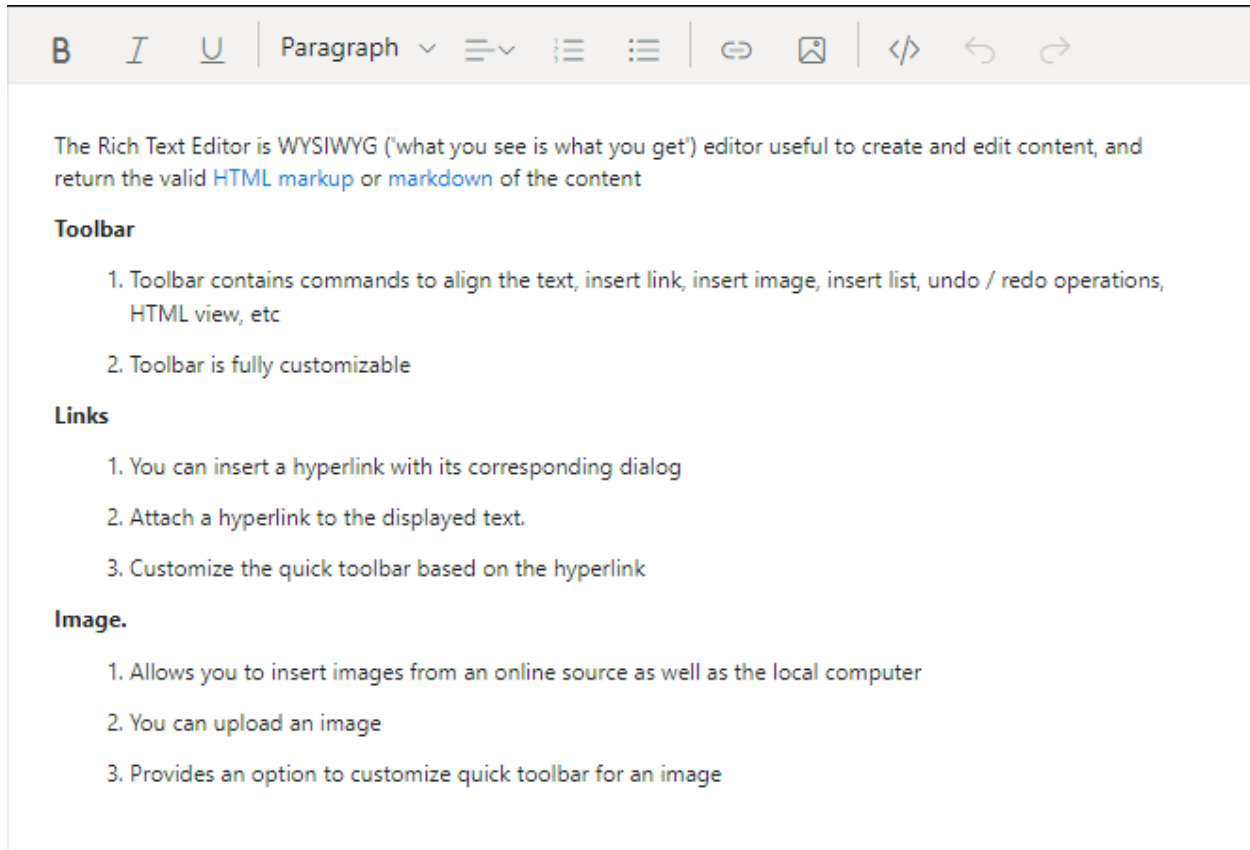 B I U Paragraph </>
The Rich Text Editor is WYSIWYG ('what you see is what you get') editor useful to create and edit content, and
return the valid HTML markup or markdown of the content
Toolbar
1. Toolbar contains commands to align the text, insert link, insert image, insert list, undo / redo operations,
HTML view, etc
2. Toolbar is fully customizable
Links
1. You can insert a hyperlink with its corresponding dialog
2. Attach a hyperlink to the displayed text.
3. Customize the quick toolbar based on the hyperlink
Image.
1. Allows you to insert images from an online source as well as the local computer
2. You can upload an image
3. Provides an option to customize quick toolbar for an image